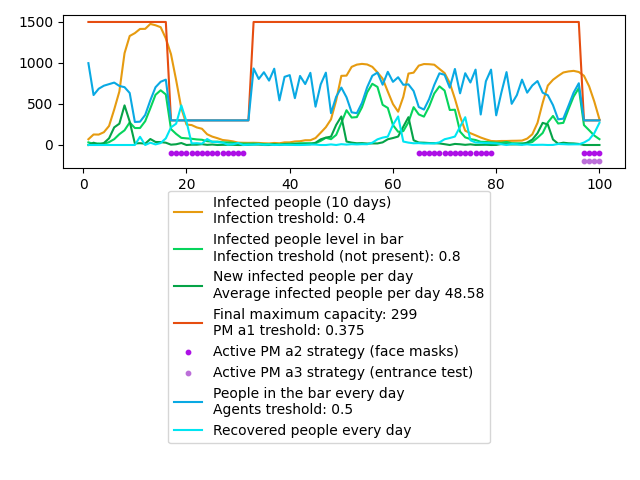 1500
1000
500
0
0 20 40 60 80 100
Infected people (10 days)
Infection treshold: 0.4
Infected people level in bar
Infection treshold (not present): 0.8
New infected people per day
Average infected people per day 48.58
Final maximum capacity: 299
PM a1 treshold: 0.375
Active PM a2 strategy (face masks)
Active PM a3 strategy (entrance test)
People in the bar every day
Agents treshold: 0.5
Recovered people every day